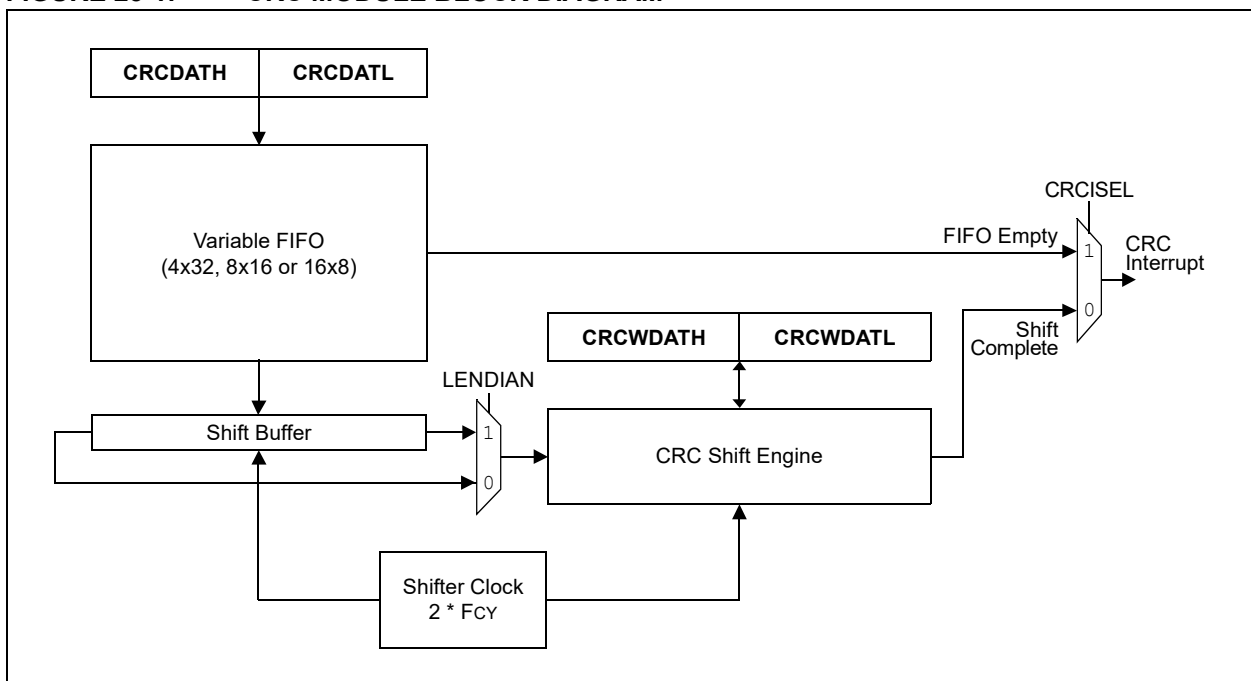 CRCDATH
CRCDATL
Variable FIFO
(4x32, 8x16 or 16x8)
CRCISEL
FIFO Empty
1
CRC
Interrupt
0
Shift
Complete
CRCWDATH
CRCWDATL
LENDIAN
Shift Buffer
1
0
CRC Shift Engine
Shifter Clock
2 * FCY